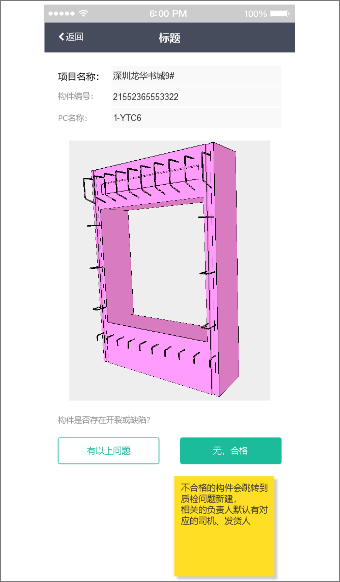 6:00 PM
100%
返回
标题
项目名称： 深圳龙华书城9#
构件编号： 21552365553322
PC名称： 1-YTC6
构件是否存在开裂或缺陷？
有以上问题
无，合格
不合格的构件会跳转到
质检问题新建，
相关的负责人默认有对
应的司机、发货人